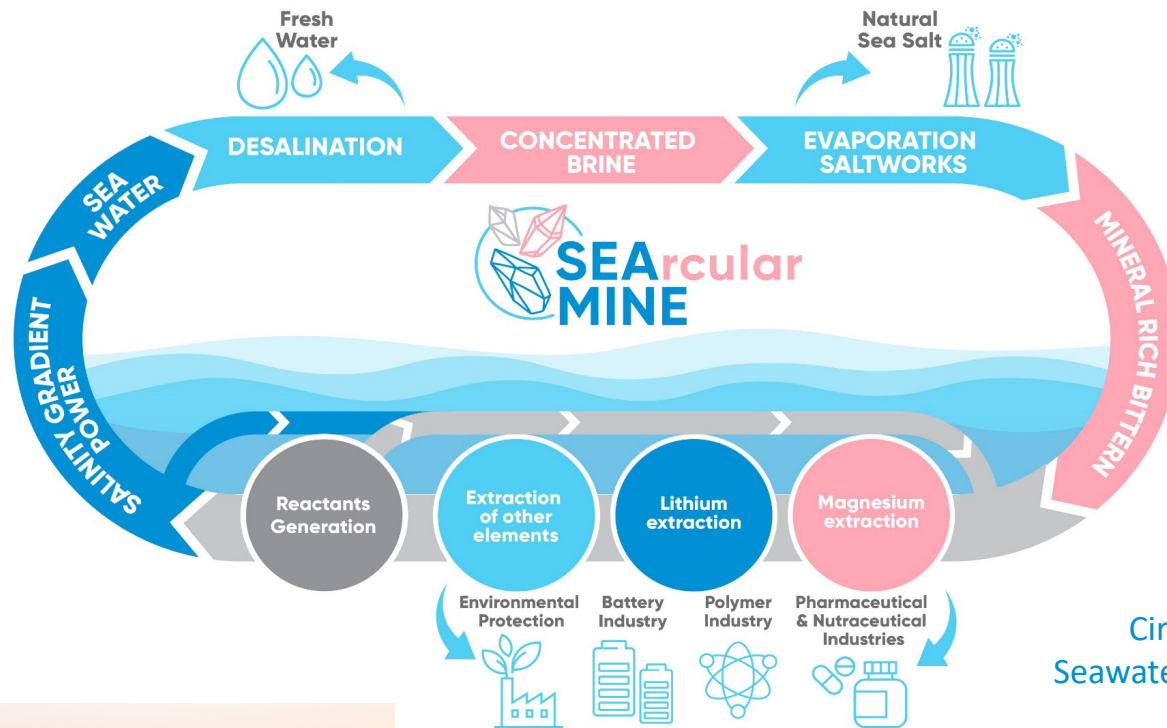 Fresh
Water
Natural
Sea Salt
DESALINATION
CONCENTRATED
BRINE
EVAPORATION
SALTWORKS
SEA
WATER
MINERAL RICH BITTERN
SEArcular
MINE
SALINITY GRADIENT
POWER
Reactants
Generation
Extraction
of other
elements
Lithium
extraction
Magnesium
extraction
Environmental
Protection
Battery
Industry
Polymer
Industry
Pharmaceutical
& Nutraceutical
Industries
Cir
Seawate